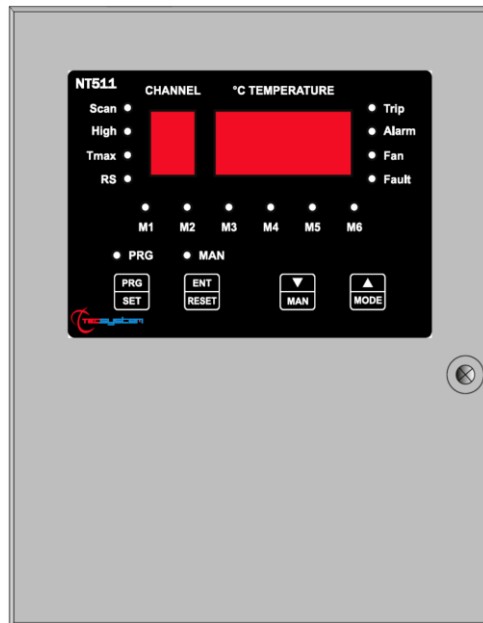 NT511
CHANNEL °C TEMPERATURE
Scan
High
Tmax
RS
Trip
Alarm
Fan
Fault
M1 M2 M3 M4 M5 M6
PRG MAN
PRG
SET
ENT
RESET
▼
MAN
▲
MODE
TECSYSTEM